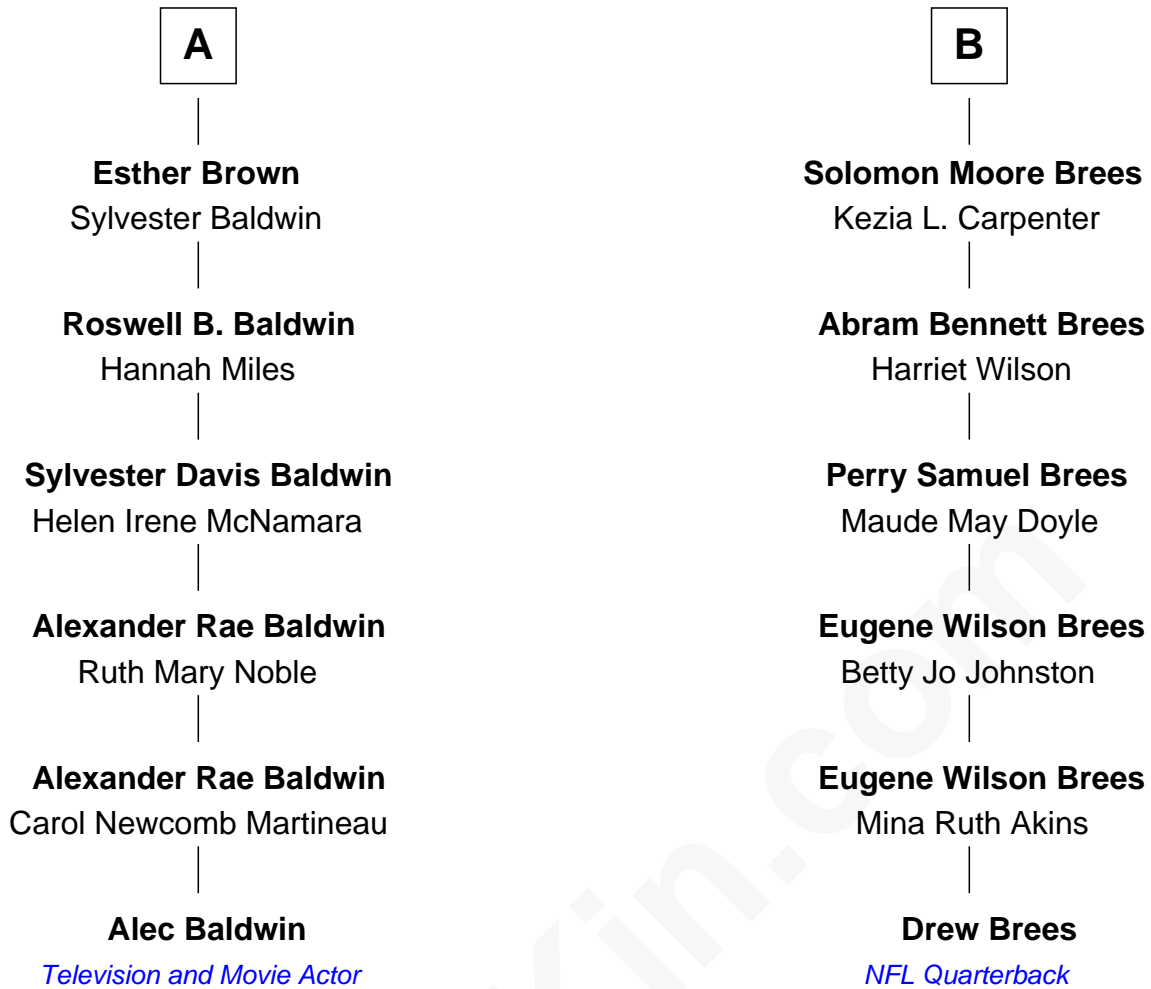 A
B
Esther Brown
Sylvester Baldwin
Solomon Moore Brees
Kezia L. Carpenter
Roswell B. Baldwin
Hannah Miles
Abram Bennett Brees
Harriet Wilson
Sylvester Davis Baldwin
Helen Irene McNamara
Perry Samuel Brees
Maude May Doyle
Alexander Rae Baldwin
Ruth Mary Noble
Eugene Wilson Brees
Betty Jo Johnston
Alexander Rae Baldwin
Carol Newcomb Martineau
Eugene Wilson Brees
Mina Ruth Akins
Alec Baldwin
Television and Movie Actor
Drew Brees
NFL Quarterback
Kin.com